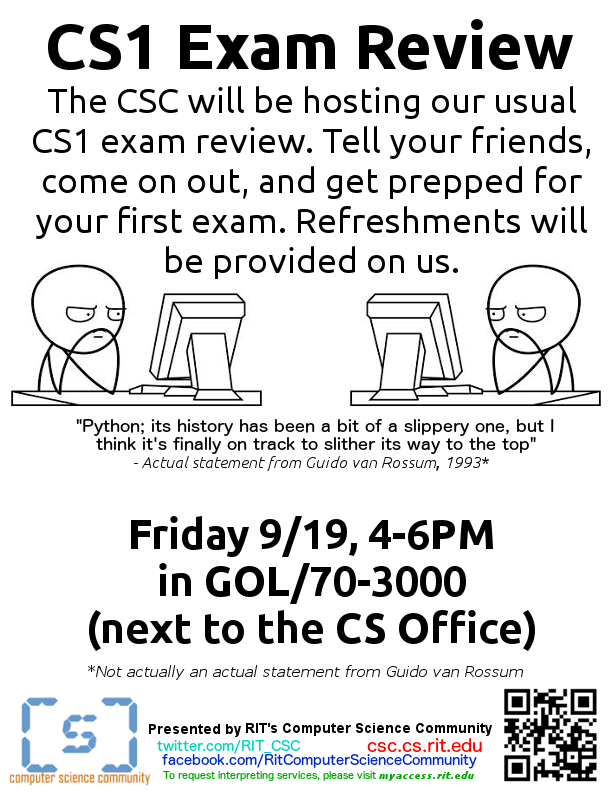 CS1 Exam Review
The CSC will be hosting our usual
CS1 exam review. Tell your friends,
come on out, and get prepped for
your first exam. Refreshments will
be provided on us.
"Python; its history has been a bit of a slippery one, but I
think it's finally on track to slither its way to the top"
- Actual statement from Guido van Rossum, 1993*
Friday 9/19, 4-6PM
in GOL/70-3000
(next to the CS Office)
*Not actually an actual statement from Guido van Rossum
[s]
computer science community
Presented by RIT's Computer Science Community
twitter.com/RIT_CSC csc.cs.rit.edu
facebook.com/RitComputerScienceCommunity
To request interpreting services, please visit myaccess.rit.edu